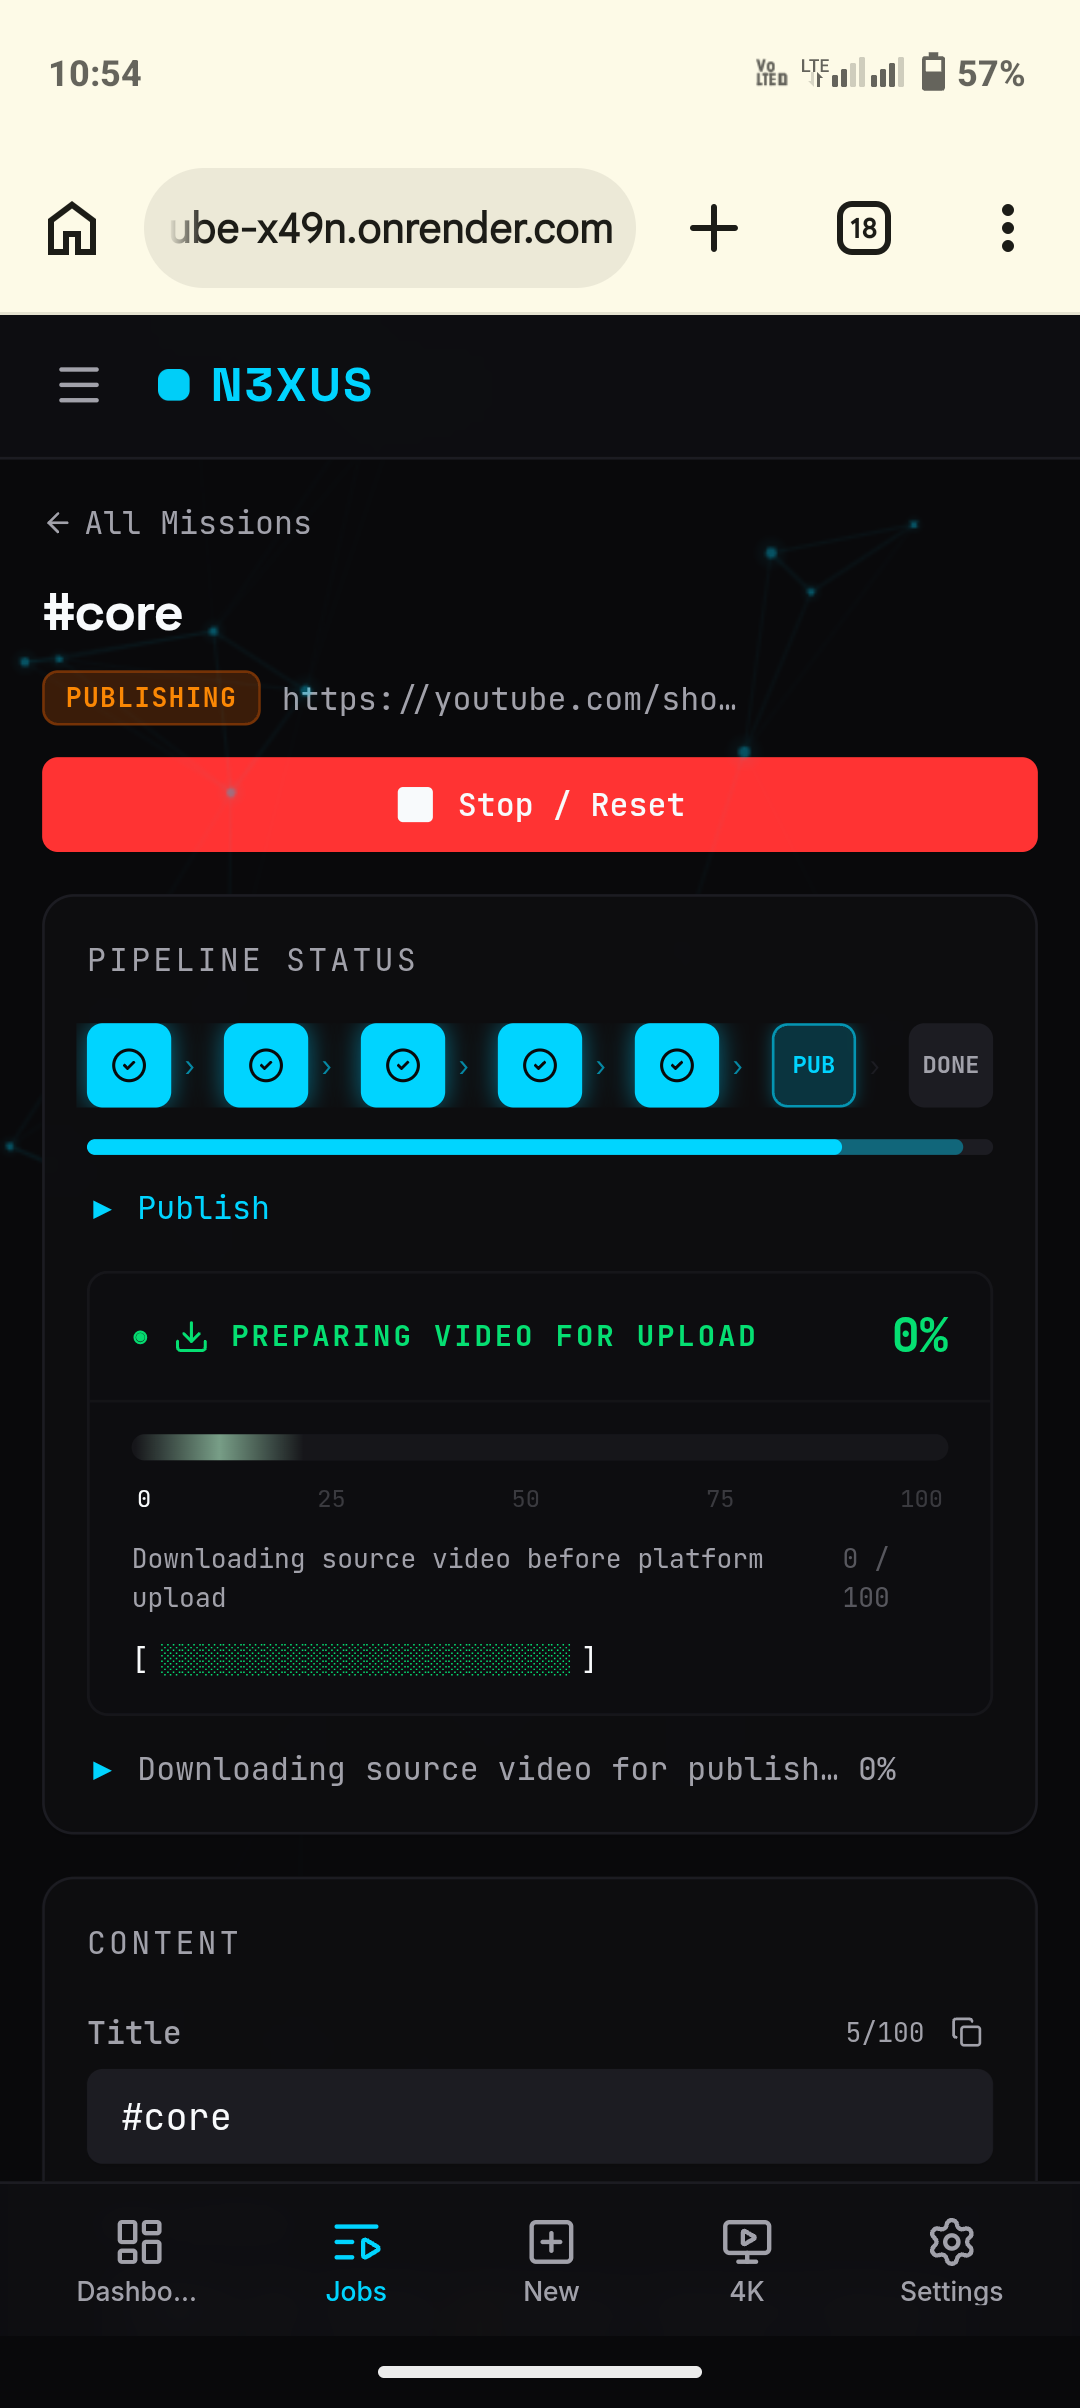 10:54
Vo LTE D LTE 57%
ube-x49n.onrender.com
18
N3XUS
All Missions
#core
PUBLISHING https://youtube.com/sho…
Stop / Reset
PIPELINE STATUS
PUB DONE
Publish
PREPARING VIDEO FOR UPLOAD 0%
0 25 50 75 100
Downloading source video before platform upload
0 / 100
[ ░░░░░░░░░░░░░░░░░░░░ ]
Downloading source video for publish… 0%
CONTENT
Title 5/100
#core
Dashbo... Jobs New 4K Settings